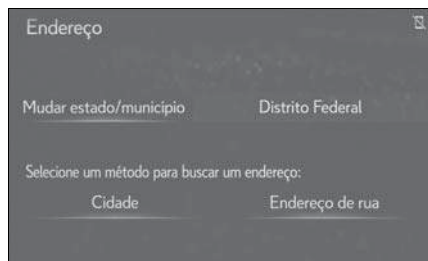 Endereço
Mudar estado/município Distrito Federal
Selecione um método para buscar um endereço:
Cidade Endereço de rua